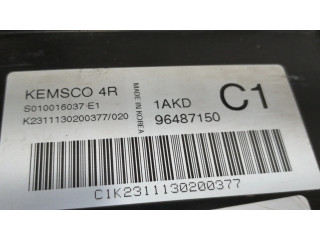 KEMSCO 4R
S010016037 E1
K2311130200377/020
MADE IN KOREA
1AKD
96487150
C1
C1K2311130200377